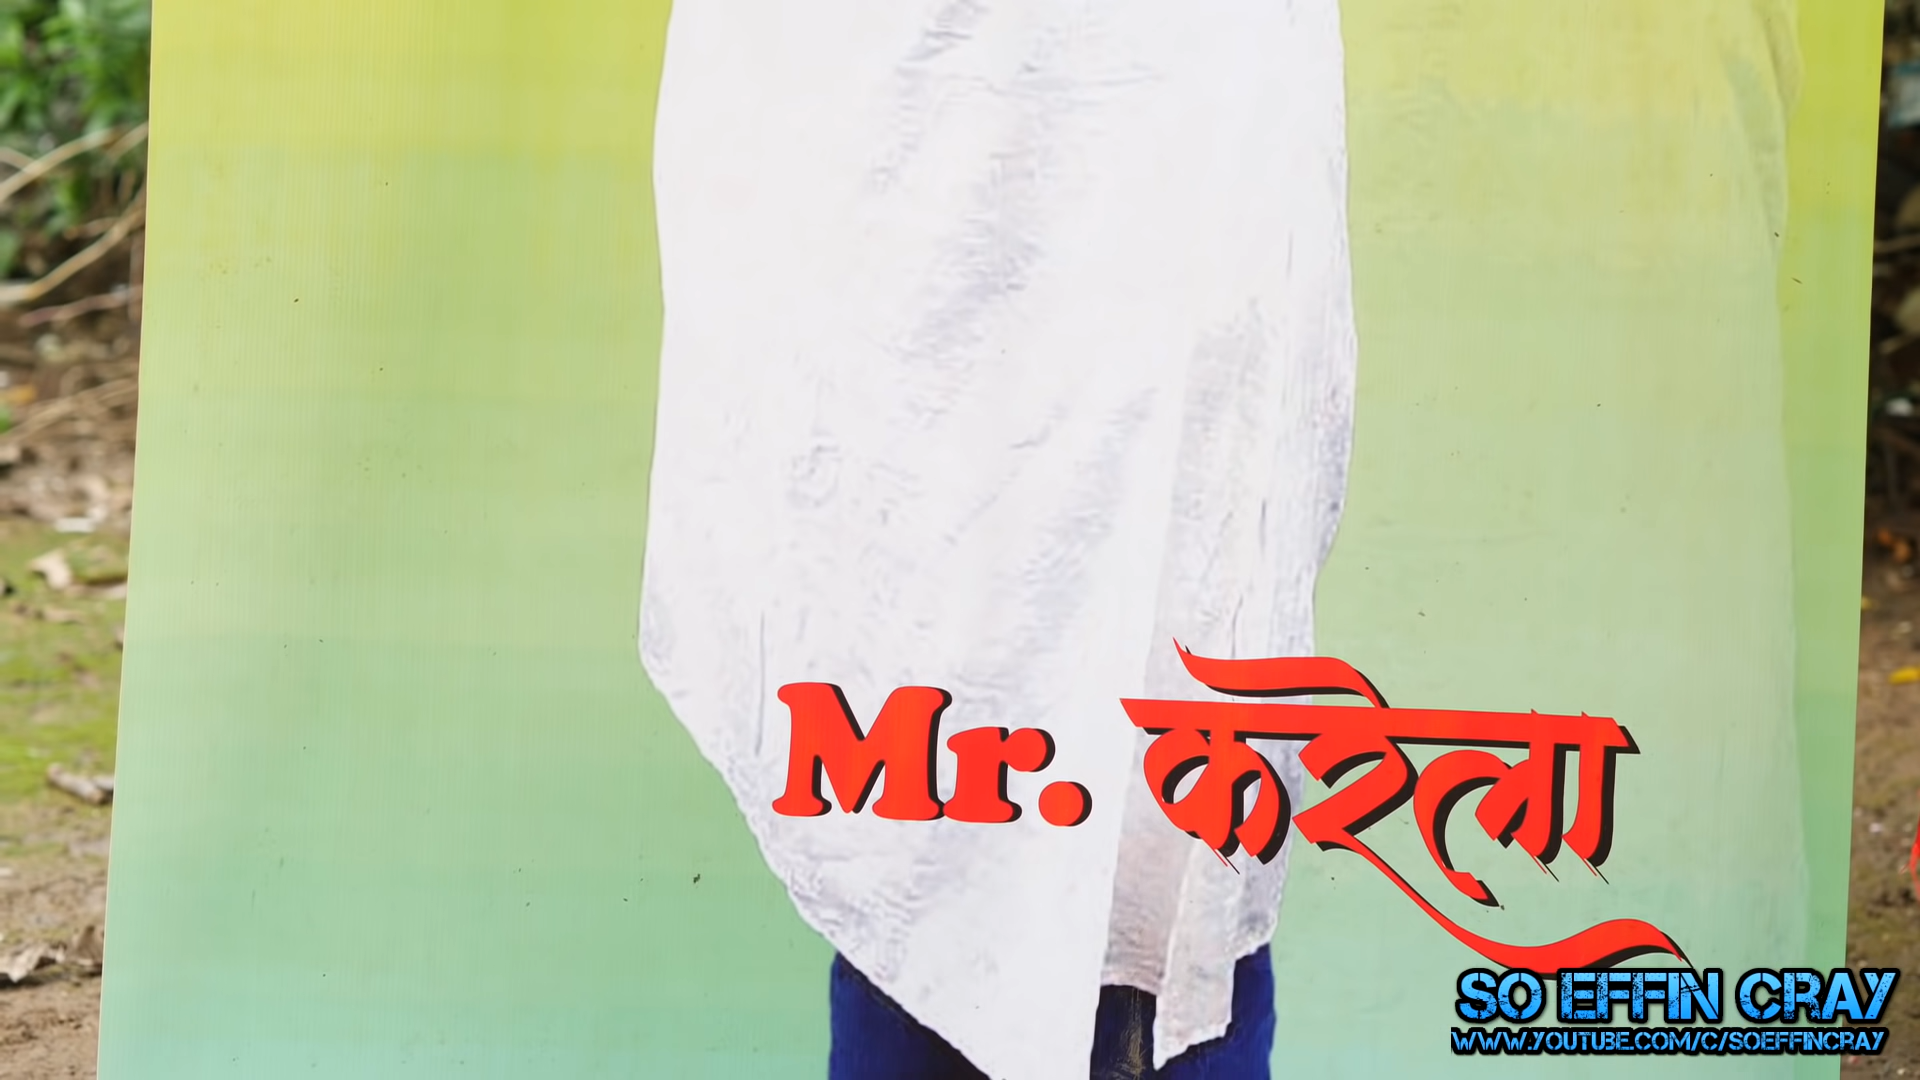 Mr. करेला
SO EFFIN CRAY
WWW.YOUTUBE.COM/C/SOEFFINCRAY